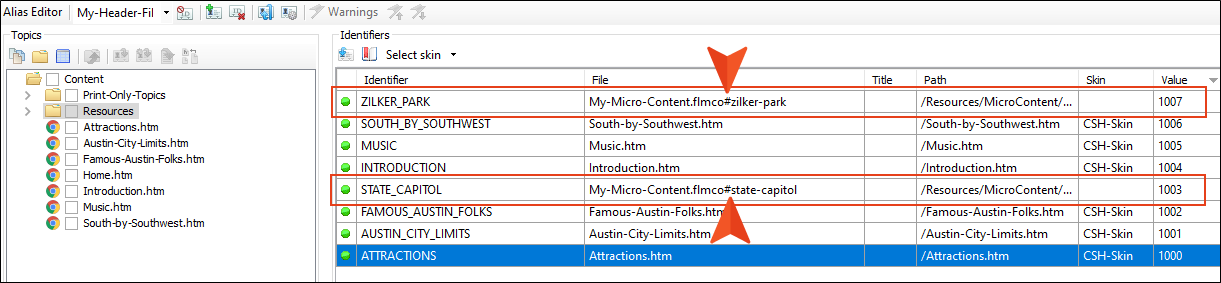 Alias Editor My-Header-Fil Warnings
Topics
Content
Print-Only-Topics
Resources
Attractions.htm
Austin-City-Limits.htm
Famous-Austin-Folks.htm
Home.htm
Introduction.htm
Music.htm
South-by-Southwest.htm
Identifiers
Select skin
Identifier File Title Path Skin Value
ZILKER_PARK My-Micro-Content.flmco#zilker-park /Resources/MicroContent/... 1007
SOUTH_BY_SOUTHWEST South-by-Southwest.htm /South-by-Southwest.htm CSH-Skin 1006
MUSIC Music.htm /Music.htm CSH-Skin 1005
INTRODUCTION Introduction.htm /Introduction.htm CSH-Skin 1004
STATE_CAPITOL My-Micro-Content.flmco#state-capitol /Resources/MicroContent/... 1003
FAMOUS_AUSTIN_FOLKS Famous-Austin-Folks.htm /Famous-Austin-Folks.htm CSH-Skin 1002
AUSTIN_CITY_LIMITS Austin-City-Limits.htm /Austin-City-Limits.htm CSH-Skin 1001
ATTRACTIONS Attractions.htm /Attractions.htm CSH-Skin 1000